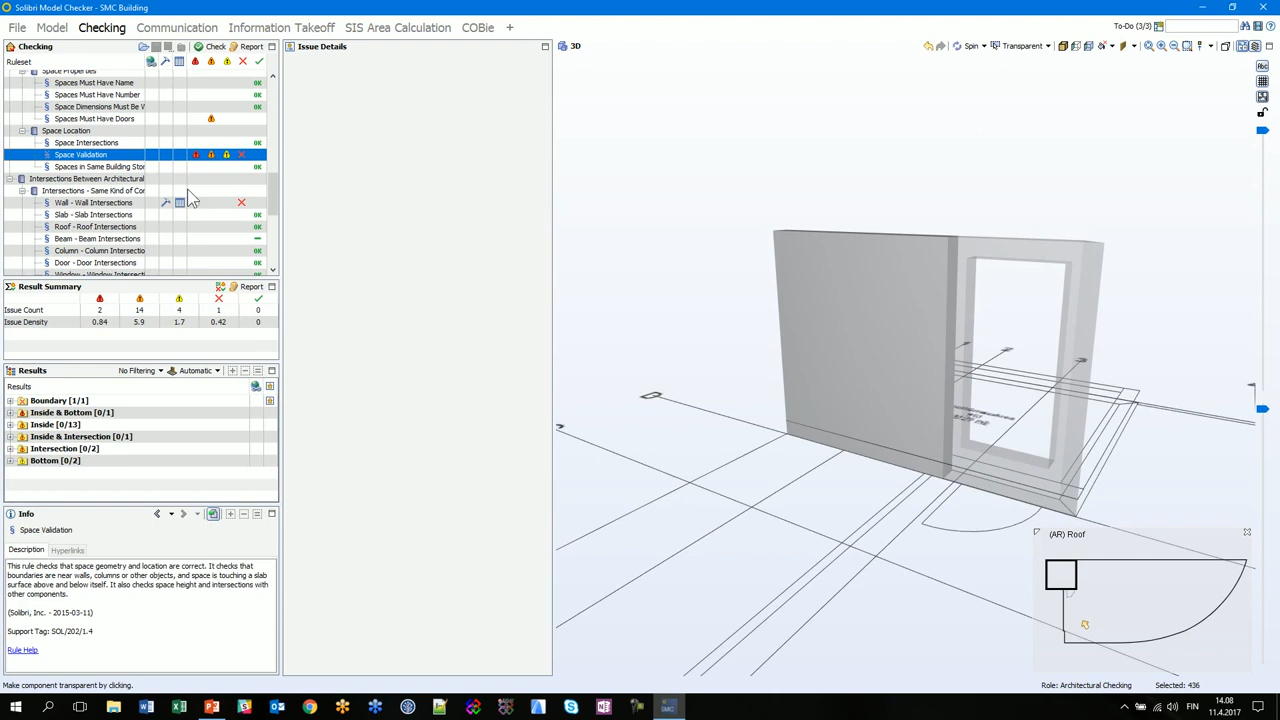 Solibri Model Checker - SMC Building
File Model Checking Communication Information Takeoff SIS Area Calculation COBie +
To-Do (3/3)
Checking Check Report
Ruleset
Space Properties
Spaces Must Have Name OK
Spaces Must Have Number OK
Space Dimensions Must Be W OK
Spaces Must Have Doors
Space Location
Space Intersections OK
Space Validation
Spaces in Same Building Stor OK
Intersections Between Architectural
Intersections - Same Kind of Cor
Wall - Wall Intersections
Slab - Slab Intersections OK
Roof - Roof Intersections OK
Beam - Beam Intersections
Column - Column Intersectio OK
Door - Door Intersections OK
Window - Window Intersect OK
Result Summary Report
Issue Count 2 14 4 1 0
Issue Density 0.84 5.9 1.7 0.42 0
Results No Filtering Automatic
Results
Boundary [1/1]
Inside & Bottom [0/1]
Inside [0/13]
Inside & Intersection [0/1]
Intersection [0/2]
Bottom [0/2]
Info
§ Space Validation
Description Hyperlinks
This rule checks that space geometry and location are correct. It checks that
boundaries are near walls, columns or other objects, and space is touching a slab
surface above and below itself. It also checks space height and intersections with
other components.
(Solibri, Inc. - 2015-03-11)
Support Tag: SOL/202/1.4
Rule Help
Issue Details
3D
Spin Transparent
Abc
(AR) Roof
Make component transparent by clicking.
Role: Architectural Checking Selected: 436
FIN
14.08
11.4.2017